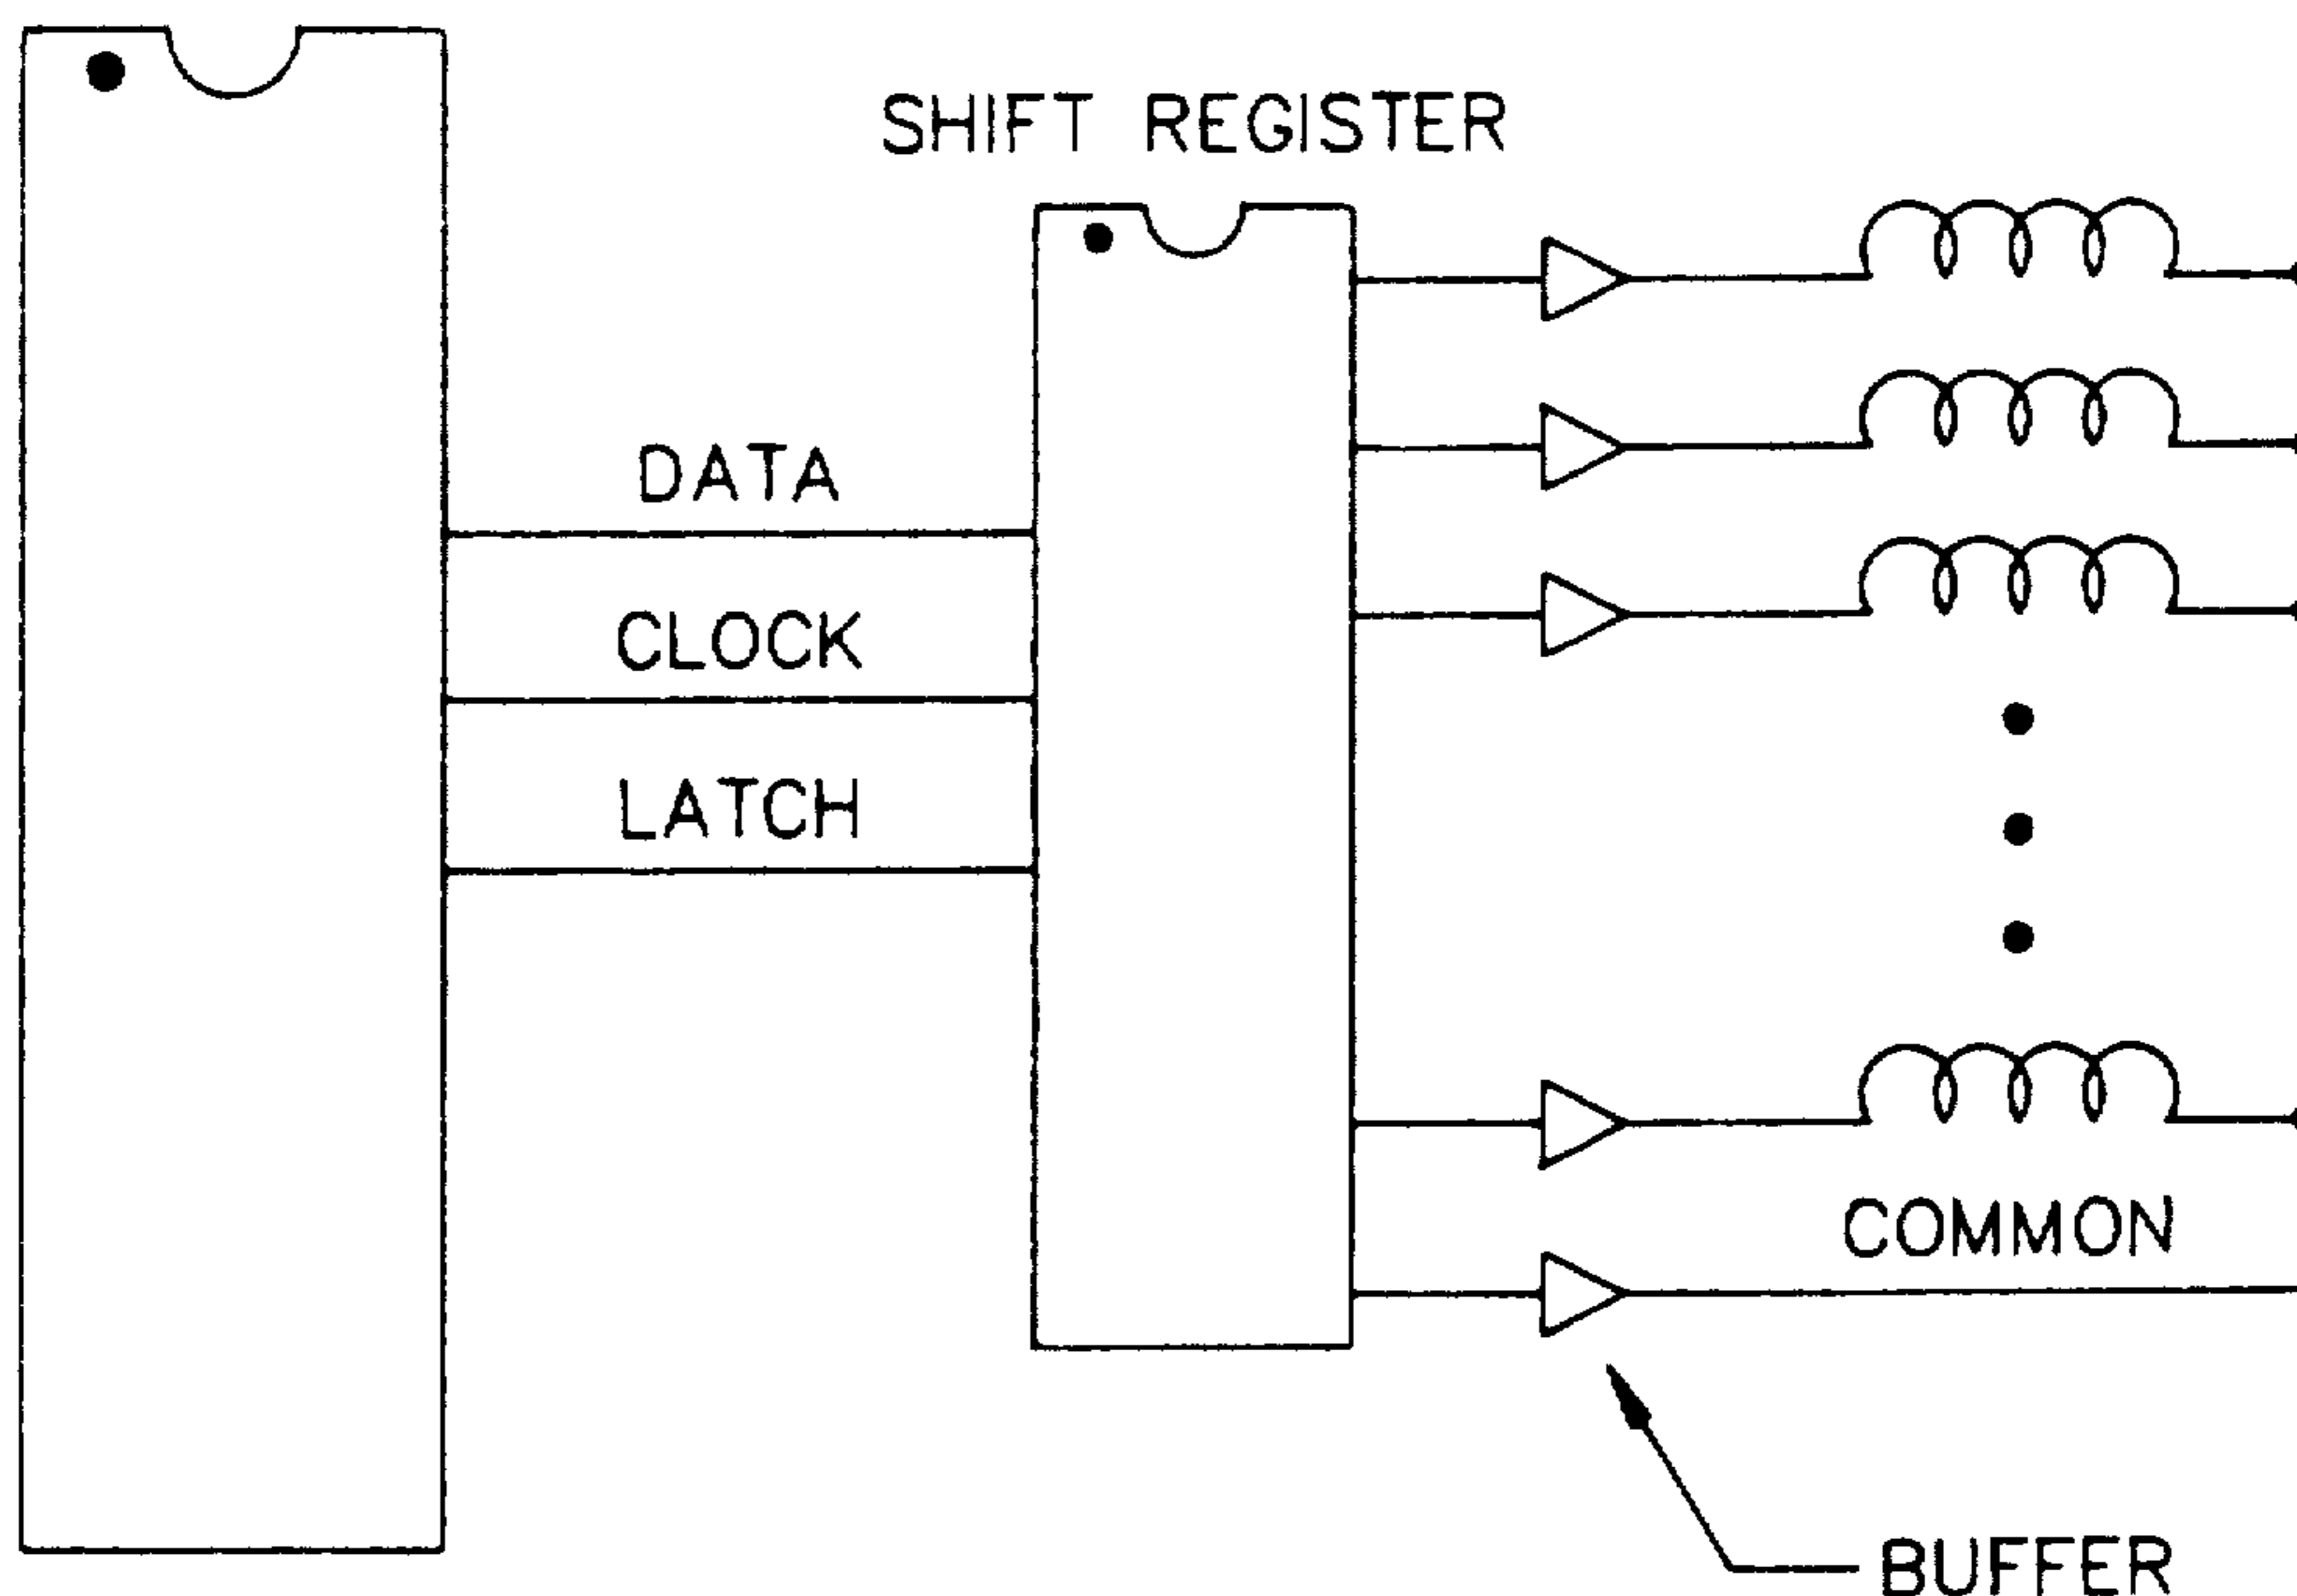 SHIFT REGISTER
DATA
CLOCK
LATCH
COMMON
BUFFER